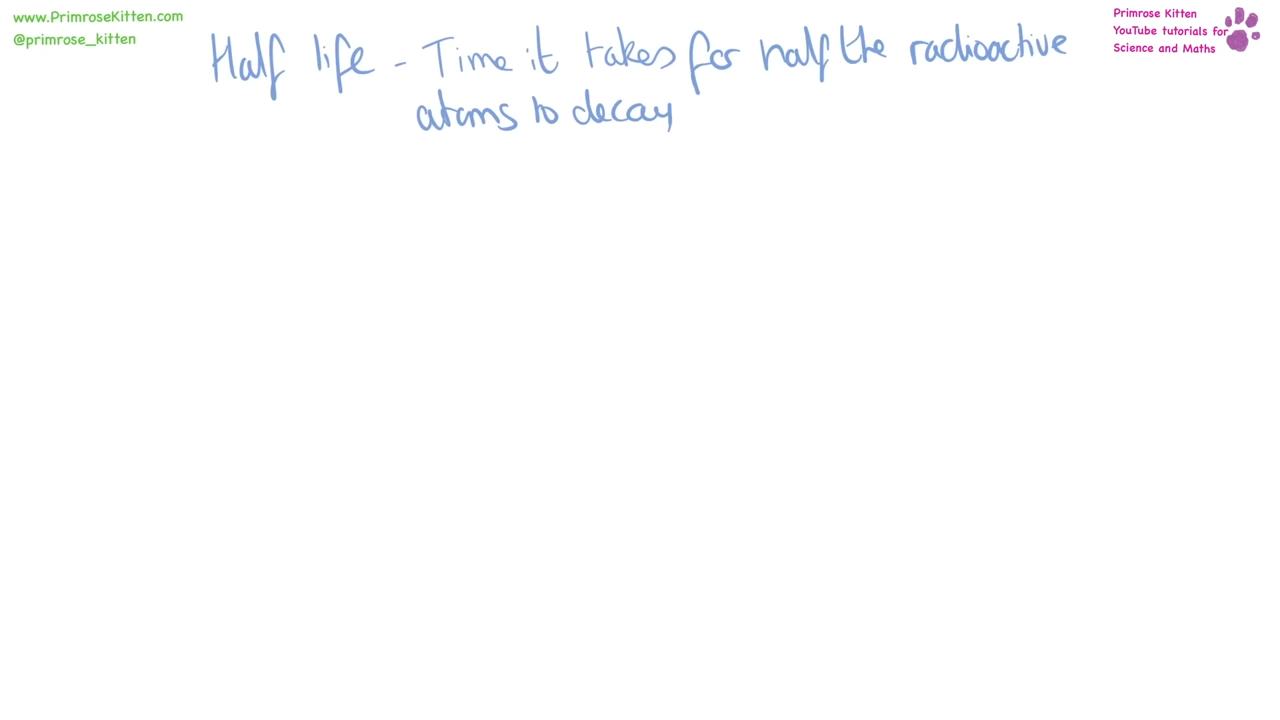 www.PrimroseKitten.com
@primrose_kitten
Primrose Kitten
YouTube tutorials for
Science and Maths
Half life - Time it takes for half the radioactive
atoms to decay